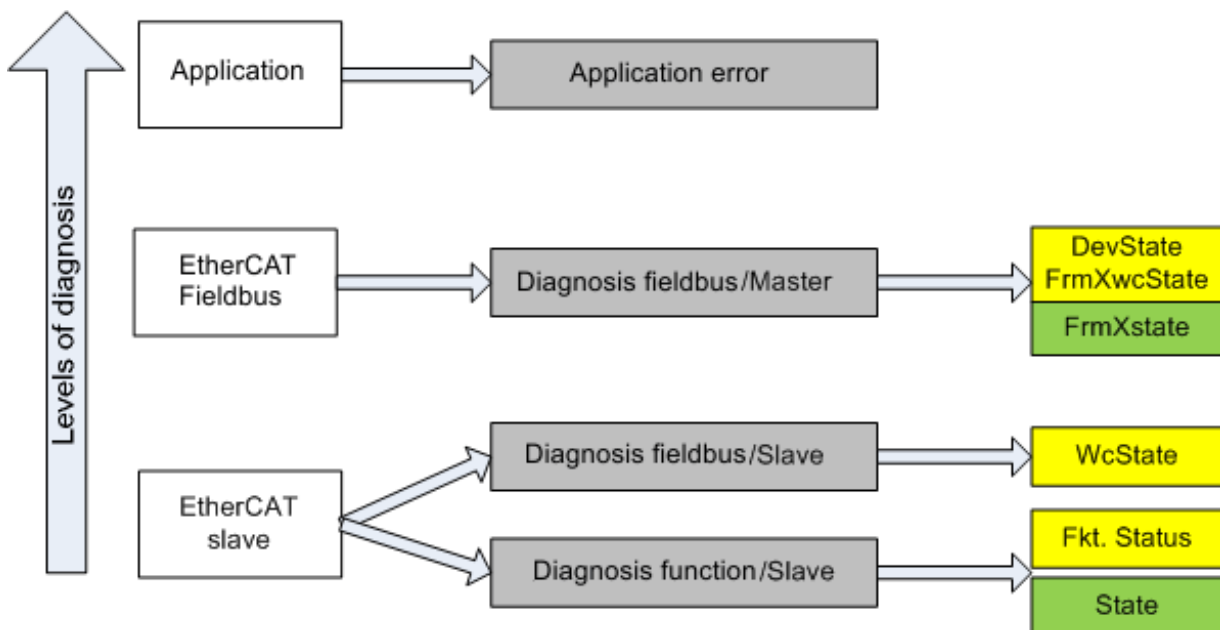 Levels of diagnosis
Application
Application error
EtherCAT
Fieldbus
Diagnosis fieldbus/Master
DevState
FrmXwcState
FrmXstate
EtherCAT
slave
Diagnosis fieldbus/Slave
WcState
Diagnosis function/Slave
Fkt. Status
State